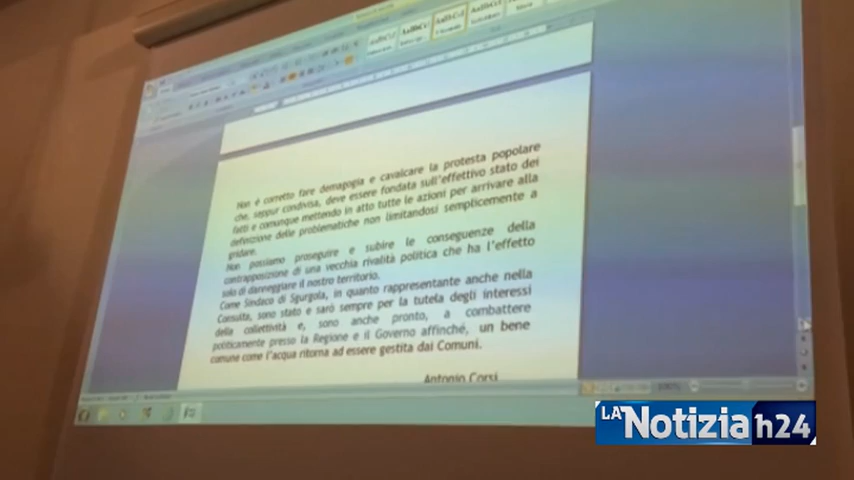 Non è corretto fare demagogia e cavalcare la protesta popolare
che, seppur condivisa, deve essere fondata sull'effettivo stato dei
fatti e comunque mettendo in atto tutte le azioni per arrivare alla
definizione delle problematiche non limitandosi semplicemente a
gridare.
Non possiamo proseguire e subire le conseguenze della
contrapposizione di una vecchia rivalità politica che ha l'effetto
solo di danneggiare il nostro territorio.
Come Sindaco di Sgurgola, in quanto rappresentante anche nella
Consulta, sono stato e sarò sempre per la tutela degli interessi
della collettività e, sono anche pronto, a combattere
politicamente presso la Regione e il Governo affinché, un bene
comune come l'acqua ritorna ad essere gestita dai Comuni.
Antonio Corsi
100%
LA Notizia h24